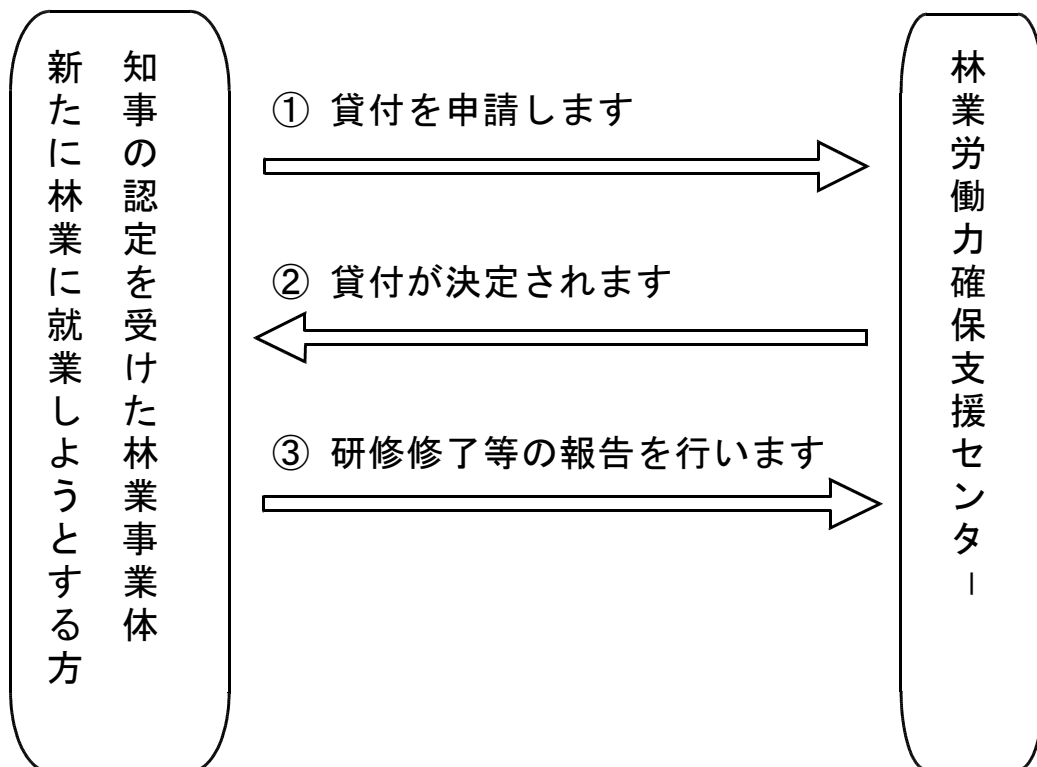 知事の認定を受けた林業事業体
新たに林業に就業しようとする方
① 貸付を申請します
② 貸付が決定されます
③ 研修修了等の報告を行います
林業労働力確保支援センター